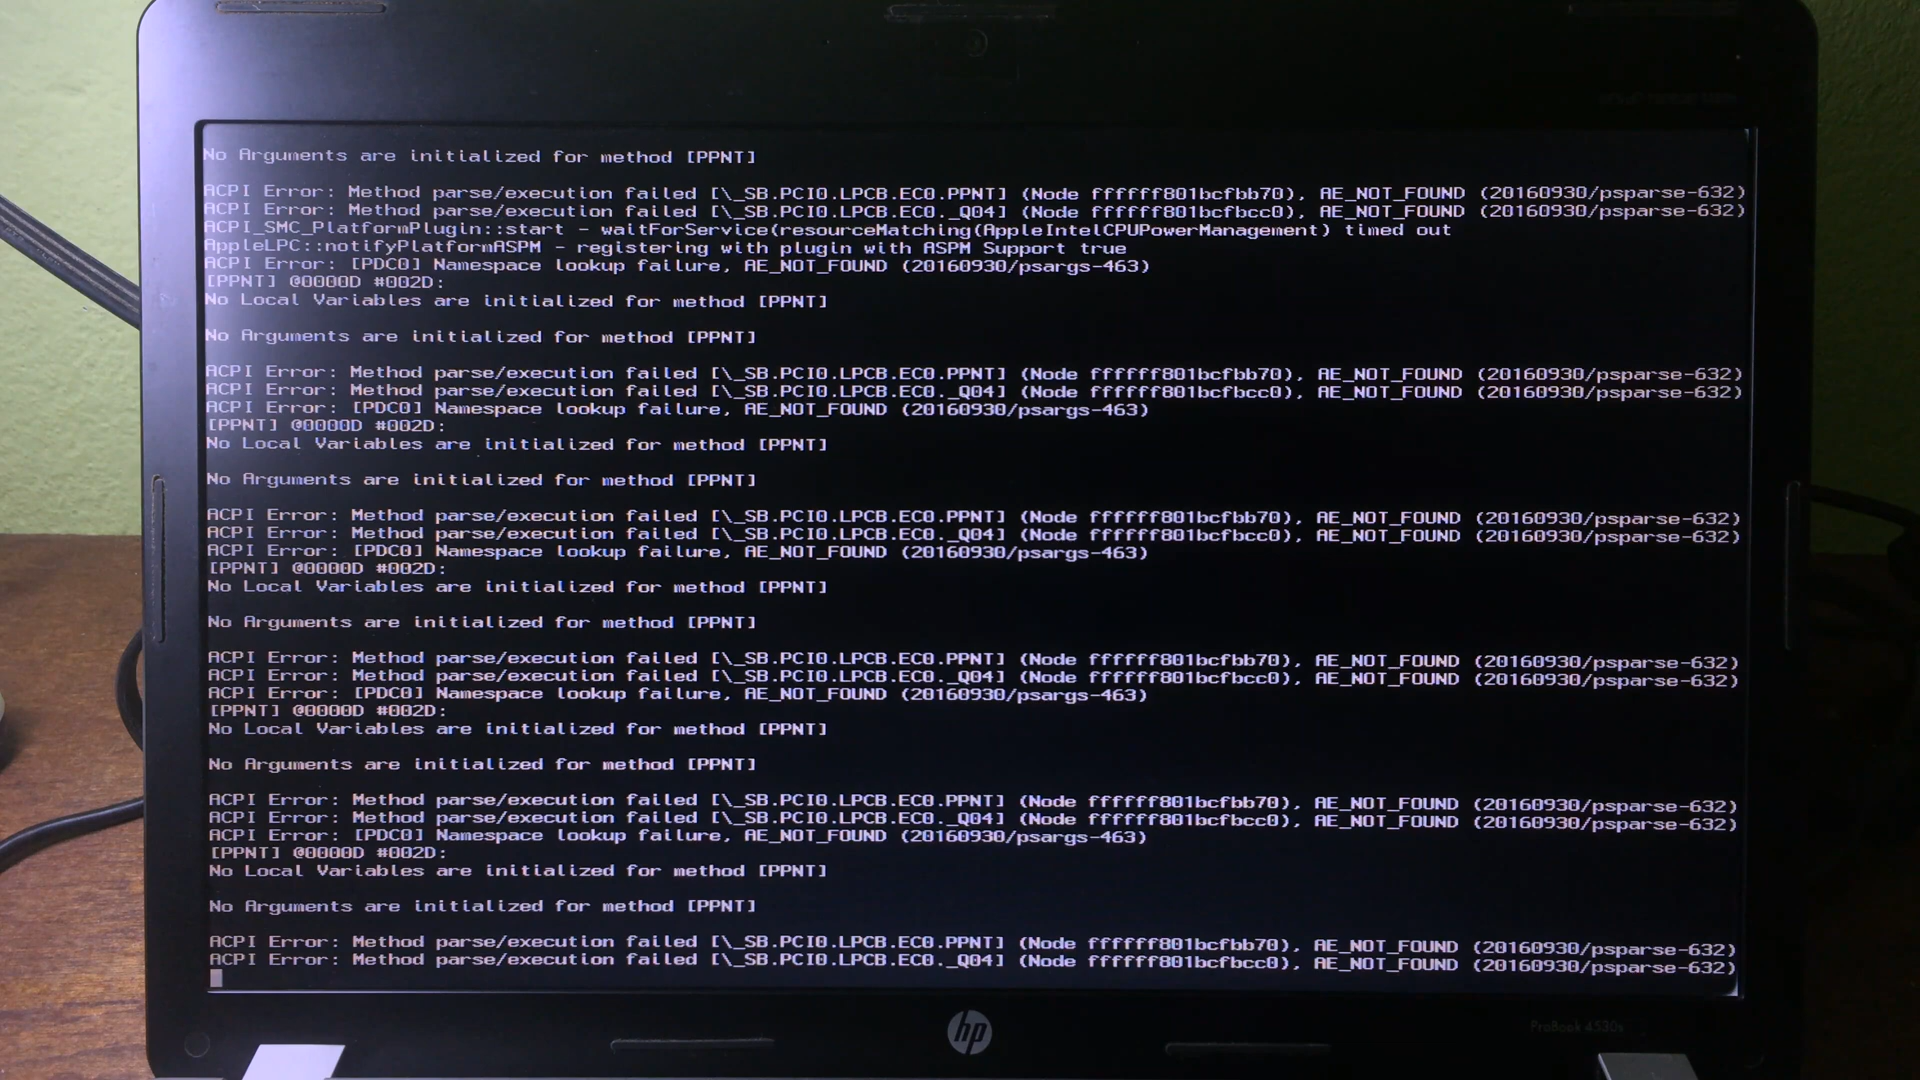 No Arguments are initialized for method [PPNT]
ACPI Error: Method parse/execution failed [\_SB.PCI0.LPCB.EC0.PPNT] (Node ffffff801bcfbb70), AE_NOT_FOUND (20160930/psparse-632)
ACPI Error: Method parse/execution failed [\_SB.PCI0.LPCB.EC0._Q04] (Node ffffff801bcfbcc0), AE_NOT_FOUND (20160930/psparse-632)
ACPI_SMC_PlatformPlugin::start - waitForService(resourceMatching(AppleIntelCPUPowerManagement) timed out
AppleLPC::notifyPlatformASPM - registering with plugin with ASPM Support true
ACPI Error: [PDC0] Namespace lookup failure, AE_NOT_FOUND (20160930/psargs-463)
[PPNT] @0000D #002D:
No Local Variables are initialized for method [PPNT]
No Arguments are initialized for method [PPNT]
ACPI Error: Method parse/execution failed [\_SB.PCI0.LPCB.EC0.PPNT] (Node ffffff801bcfbb70), AE_NOT_FOUND (20160930/psparse-632)
ACPI Error: Method parse/execution failed [\_SB.PCI0.LPCB.EC0._Q04] (Node ffffff801bcfbcc0), AE_NOT_FOUND (20160930/psparse-632)
ACPI Error: [PDC0] Namespace lookup failure, AE_NOT_FOUND (20160930/psargs-463)
[PPNT] @0000D #002D:
No Local Variables are initialized for method [PPNT]
No Arguments are initialized for method [PPNT]
ACPI Error: Method parse/execution failed [\_SB.PCI0.LPCB.EC0.PPNT] (Node ffffff801bcfbb70), AE_NOT_FOUND (20160930/psparse-632)
ACPI Error: Method parse/execution failed [\_SB.PCI0.LPCB.EC0._Q04] (Node ffffff801bcfbcc0), AE_NOT_FOUND (20160930/psparse-632)
ACPI Error: [PDC0] Namespace lookup failure, AE_NOT_FOUND (20160930/psargs-463)
[PPNT] @0000D #002D:
No Local Variables are initialized for method [PPNT]
No Arguments are initialized for method [PPNT]
ACPI Error: Method parse/execution failed [\_SB.PCI0.LPCB.EC0.PPNT] (Node ffffff801bcfbb70), AE_NOT_FOUND (20160930/psparse-632)
ACPI Error: Method parse/execution failed [\_SB.PCI0.LPCB.EC0._Q04] (Node ffffff801bcfbcc0), AE_NOT_FOUND (20160930/psparse-632)
ACPI Error: [PDC0] Namespace lookup failure, AE_NOT_FOUND (20160930/psargs-463)
[PPNT] @0000D #002D:
No Local Variables are initialized for method [PPNT]
No Arguments are initialized for method [PPNT]
ACPI Error: Method parse/execution failed [\_SB.PCI0.LPCB.EC0.PPNT] (Node ffffff801bcfbb70), AE_NOT_FOUND (20160930/psparse-632)
ACPI Error: Method parse/execution failed [\_SB.PCI0.LPCB.EC0._Q04] (Node ffffff801bcfbcc0), AE_NOT_FOUND (20160930/psparse-632)
ACPI Error: [PDC0] Namespace lookup failure, AE_NOT_FOUND (20160930/psargs-463)
[PPNT] @0000D #002D:
No Local Variables are initialized for method [PPNT]
No Arguments are initialized for method [PPNT]
ACPI Error: Method parse/execution failed [\_SB.PCI0.LPCB.EC0.PPNT] (Node ffffff801bcfbb70), AE_NOT_FOUND (20160930/psparse-632)
ACPI Error: Method parse/execution failed [\_SB.PCI0.LPCB.EC0._Q04] (Node ffffff801bcfbcc0), AE_NOT_FOUND (20160930/psparse-632)
hp
ProBook 4530s